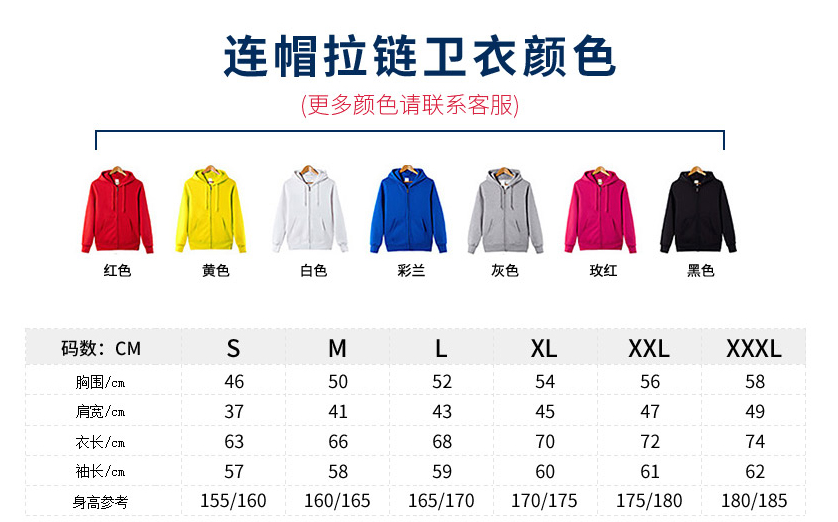 连帽拉链卫衣颜色
(更多颜色请联系客服)
红色 黄色 白色 彩兰 灰色 玫红 黑色
码数：CM S M L XL XXL XXXL
胸围/cm 46 50 52 54 56 58
肩宽/cm 37 41 43 45 47 49
衣长/cm 63 66 68 70 72 74
袖长/cm 57 58 59 60 61 62
身高参考 155/160 160/165 165/170 170/175 175/180 180/185